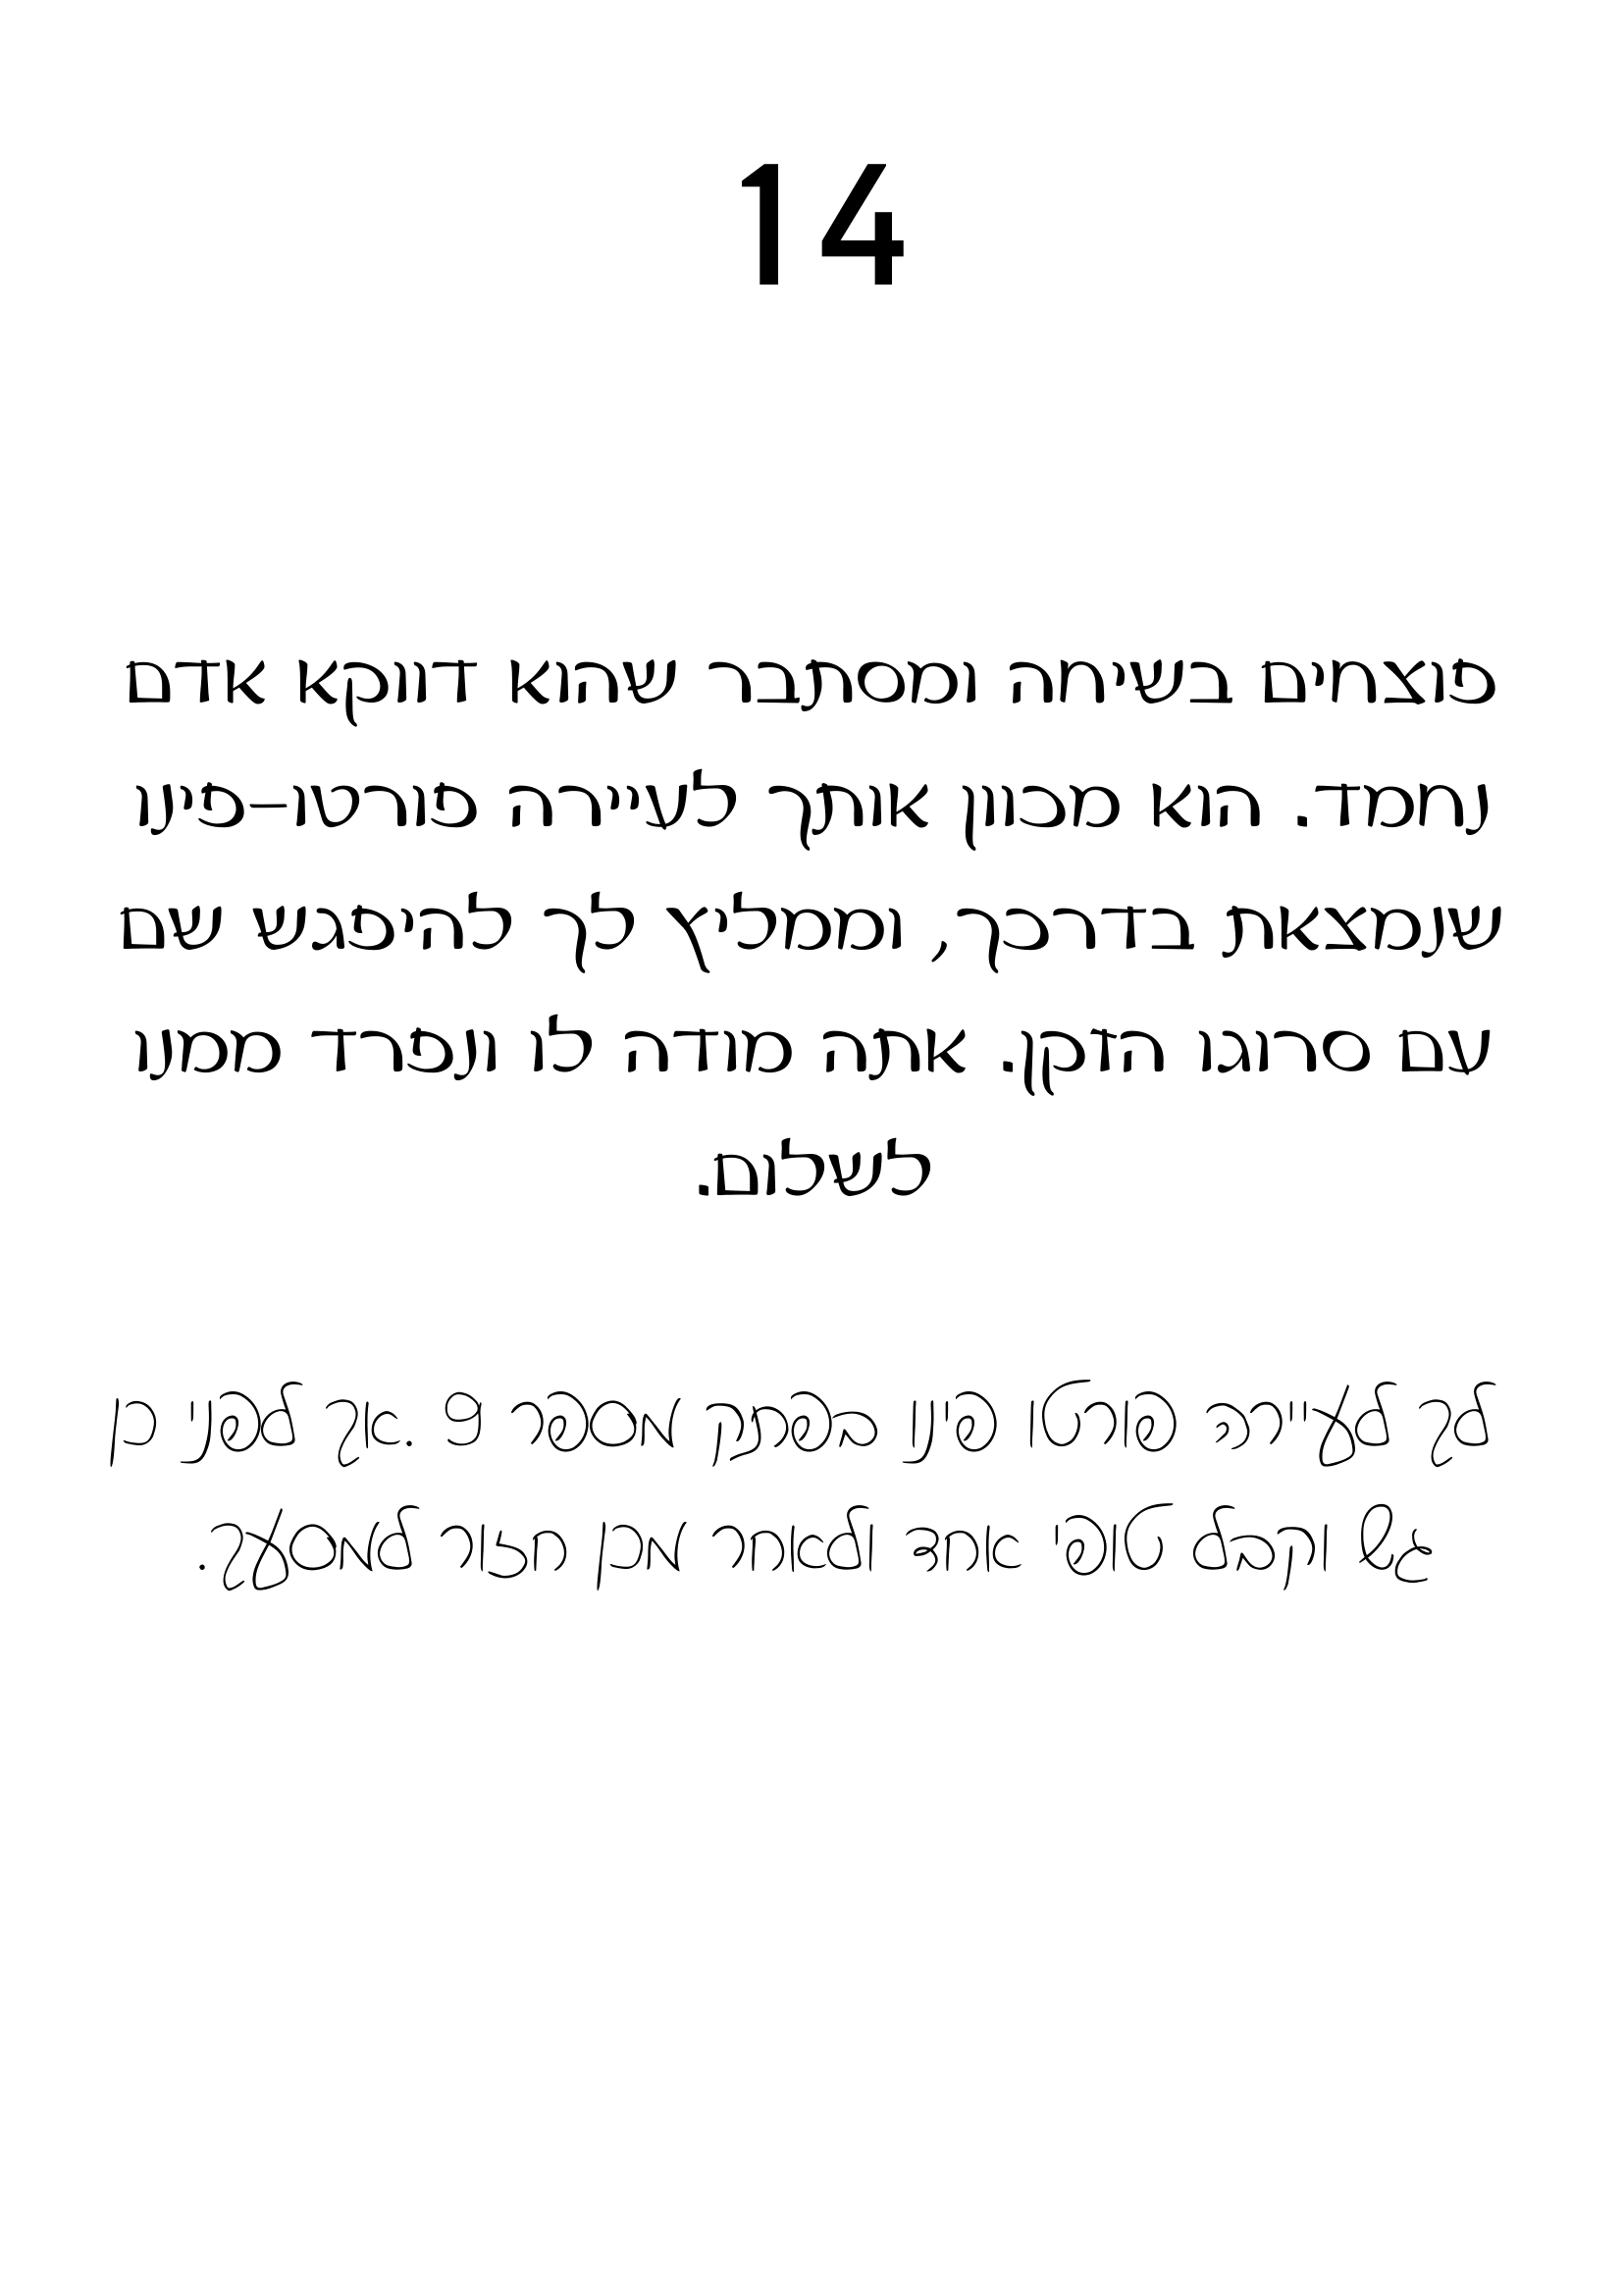 14
פוצחים בשיחה ומסתבר שהוא דווקא אדם
נחמד. הוא מכוון אותך לעיירה פורטו-פינו
שנמצאת בדרכך, וממליץ לך להיפגש שם
עם סרוגו הזקן. אתה מודה לו ונפרד ממנו
לשלום.
לך לעיירה פורטו פינו בפתק מספר 9 .אך לפני כן
גש וקבל טופי אחד ולאחר מכן חזור למסעך.